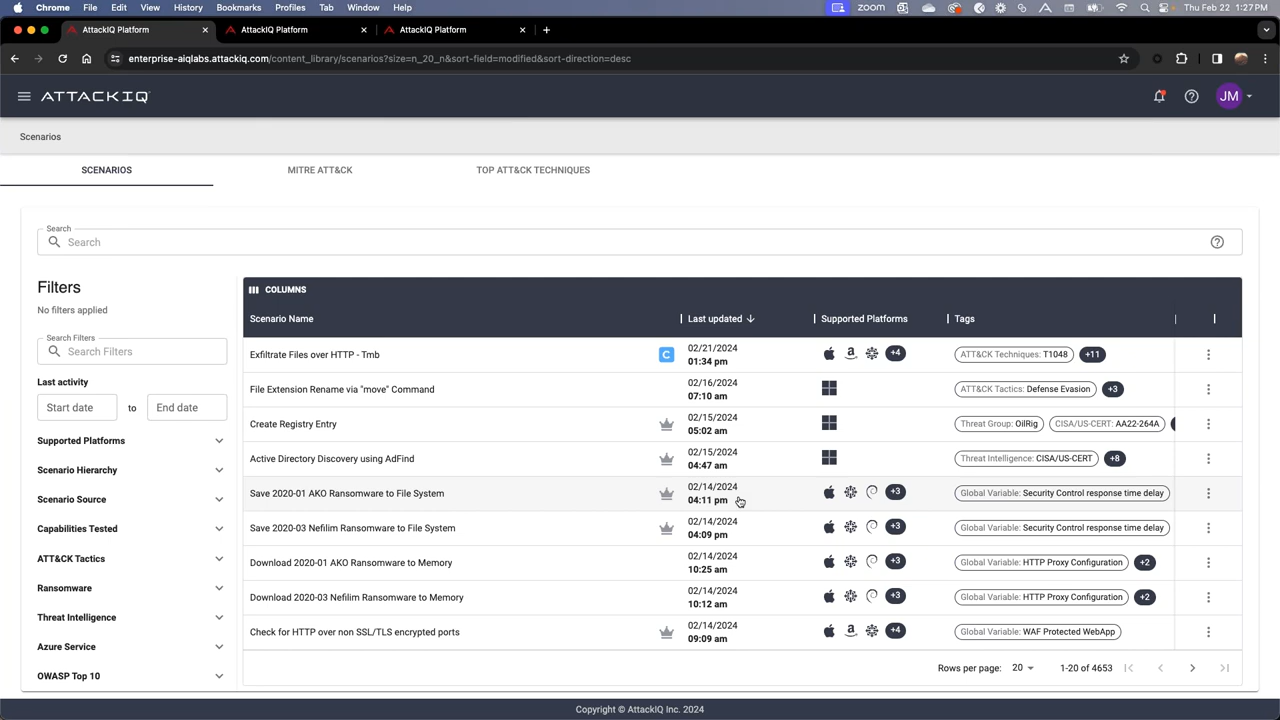 Chrome File Edit View History Bookmarks Profiles Tab Window Help ZOOM Thu Feb 22 1:27 PM
AttackIQ Platform AttackIQ Platform AttackIQ Platform
enterprise-aiqlabs.attackiq.com/content_library/scenarios?size=n_20_n&sort-field=modified&sort-direction=desc
ATTACKIQ JM
Scenarios
SCENARIOS MITRE ATT&CK TOP ATT&CK TECHNIQUES
Search
Search
Filters
No filters applied
Search Filters
Search Filters
Last activity
Start date to End date
Supported Platforms
Scenario Hierarchy
Scenario Source
Capabilities Tested
ATT&CK Tactics
Ransomware
Threat Intelligence
Azure Service
OWASP Top 10
COLUMNS
Scenario Name Last updated Supported Platforms Tags
Exfiltrate Files over HTTP - Tmb C 02/21/2024 01:34 pm +4 ATT&CK Techniques: T1048 +11
File Extension Rename via "move" Command 02/16/2024 07:10 am ATT&CK Tactics: Defense Evasion +3
Create Registry Entry 02/15/2024 05:02 am Threat Group: OilRig CISA/US-CERT: AA22-264A
Active Directory Discovery using AdFind 02/15/2024 04:47 am Threat Intelligence: CISA/US-CERT +8
Save 2020-01 AKO Ransomware to File System 02/14/2024 04:11 pm +3 Global Variable: Security Control response time delay
Save 2020-03 Nefilim Ransomware to File System 02/14/2024 04:09 pm +3 Global Variable: Security Control response time delay
Download 2020-01 AKO Ransomware to Memory 02/14/2024 10:25 am +3 Global Variable: HTTP Proxy Configuration +2
Download 2020-03 Nefilim Ransomware to Memory 02/14/2024 10:12 am +3 Global Variable: HTTP Proxy Configuration +2
Check for HTTP over non SSL/TLS encrypted ports 02/14/2024 09:09 am +4 Global Variable: WAF Protected WebApp
Rows per page: 20 1-20 of 4653
Copyright © AttackIQ Inc. 2024